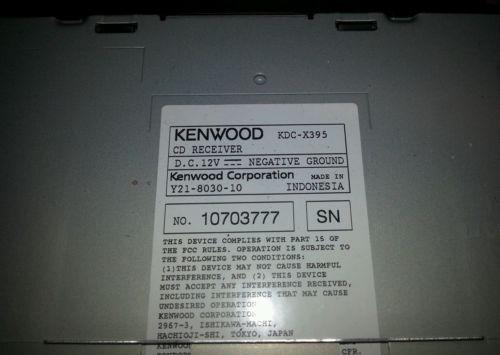 KENWOOD KDC-X395
CD RECEIVER
D.C. 12V ⎓ NEGATIVE GROUND
Kenwood Corporation MADE IN
Y21-8030-10 INDONESIA
NO. 10703777 SN
THIS DEVICE COMPLIES WITH PART 15 OF
THE FCC RULES. OPERATION IS SUBJECT TO
THE FOLLOWING TWO CONDITIONS:
(1)THIS DEVICE MAY NOT CAUSE HARMFUL
INTERFERENCE, AND (2) THIS DEVICE
MUST ACCEPT ANY INTERFERENCE RECEIVED,
INCLUDING INTERFERENCE THAT MAY CAUSE
UNDESIRED OPERATION
KENWOOD CORPORATION
2967-3, ISHIKAWA-MACHI,
HACHIOJI-SHI, TOKYO, JAPAN
KENWOOD CFR.